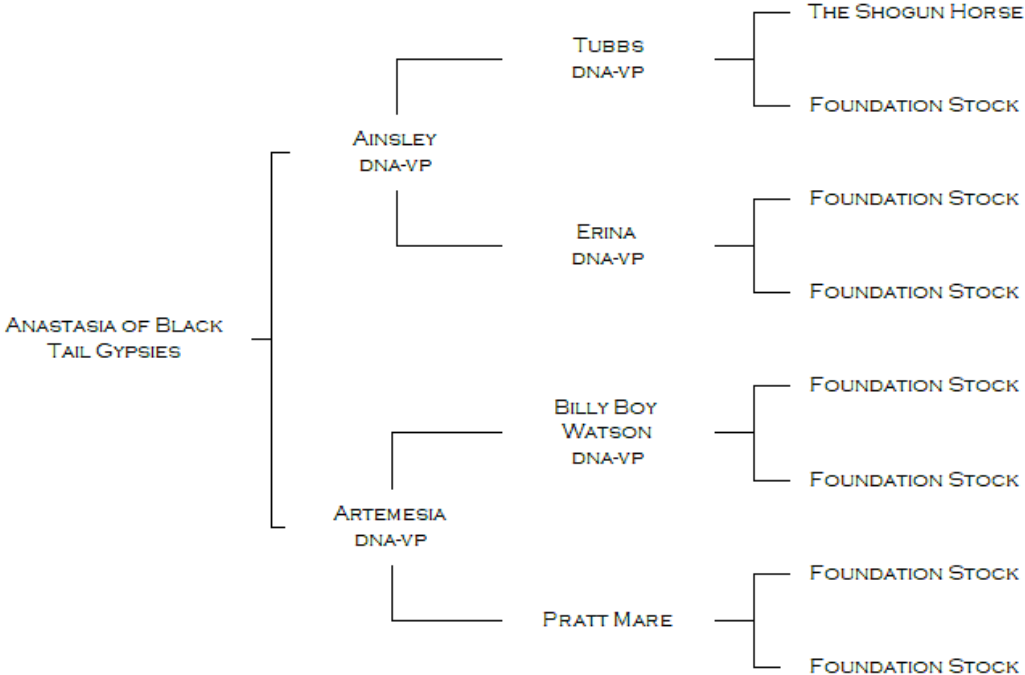 The Shogun Horse
Tubbs
DNA-VP
Foundation Stock
Ainsley
DNA-VP
Foundation Stock
Erina
DNA-VP
Foundation Stock
Anastasia of Black
Tail Gypsies
Foundation Stock
Billy Boy
Watson
DNA-VP
Foundation Stock
Artemesia
DNA-VP
Foundation Stock
Pratt Mare
Foundation Stock